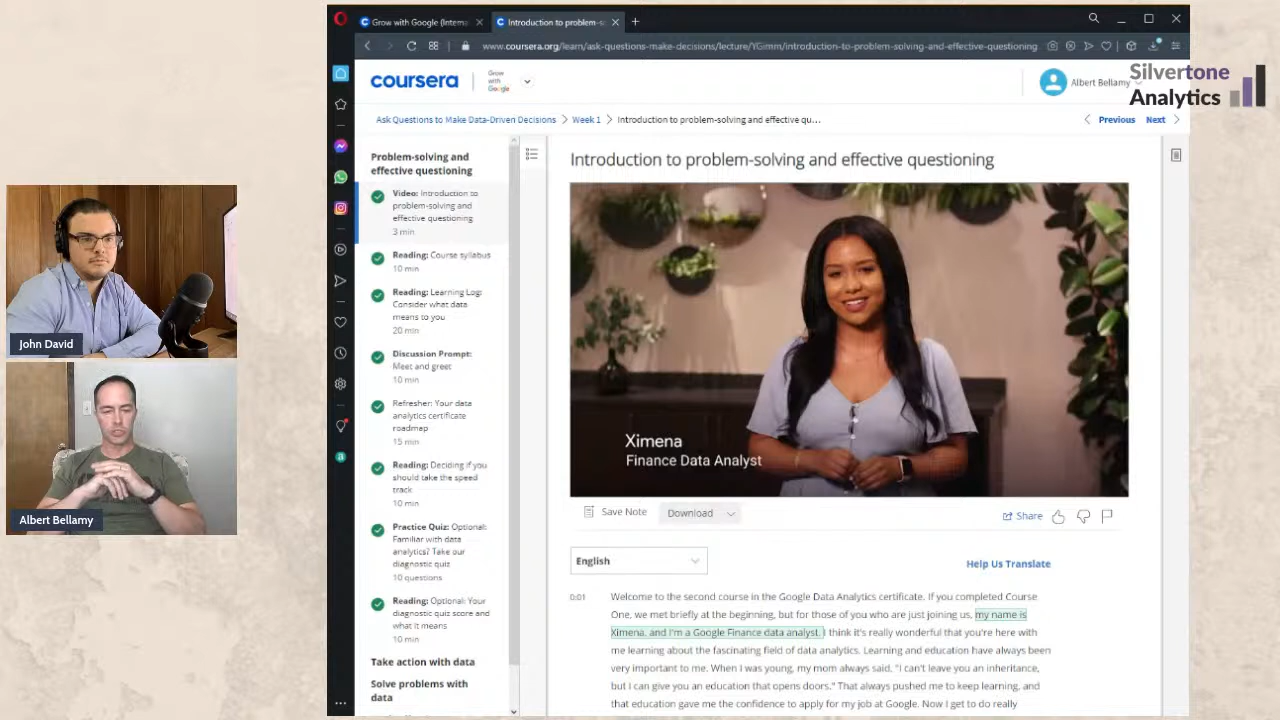 Grow with Google (Interna
Introduction to problem-s
www.coursera.org/learn/ask-questions-make-decisions/lecture/YGimm/introduction-to-problem-solving-and-effective-questioning
coursera
Grow
with
Google
Albert Bellamy
Silvertone
Analytics
Ask Questions to Make Data-Driven Decisions
Week 1
Introduction to problem-solving and effective qu...
Previous
Next
Problem-solving and
effective questioning
Video: Introduction to
problem-solving and
effective questioning
3 min
Reading: Course syllabus
10 min
Reading: Learning Log:
Consider what data
means to you
20 min
Discussion Prompt:
Meet and greet
10 min
Refresher: Your data
analytics certificate
roadmap
15 min
Reading: Deciding if you
should take the speed
track
10 min
Practice Quiz: Optional:
Familiar with data
analytics? Take our
diagnostic quiz
10 questions
Reading: Optional: Your
diagnostic quiz score and
what it means
10 min
Take action with data
Solve problems with
data
Introduction to problem-solving and effective questioning
Ximena
Finance Data Analyst
Save Note
Download
Share
English
Help Us Translate
0:01
Welcome to the second course in the Google Data Analytics certificate. If you completed Course
One, we met briefly at the beginning, but for those of you who are just joining us, my name is
Ximena, and I'm a Google Finance data analyst. I think it's really wonderful that you're here with
me learning about the fascinating field of data analytics. Learning and education have always been
very important to me. When I was young, my mom always said, "I can't leave you an inheritance,
but I can give you an education that opens doors." That always pushed me to keep learning, and
that education gave me the confidence to apply for my job at Google. Now I get to do really
John David
Albert Bellamy